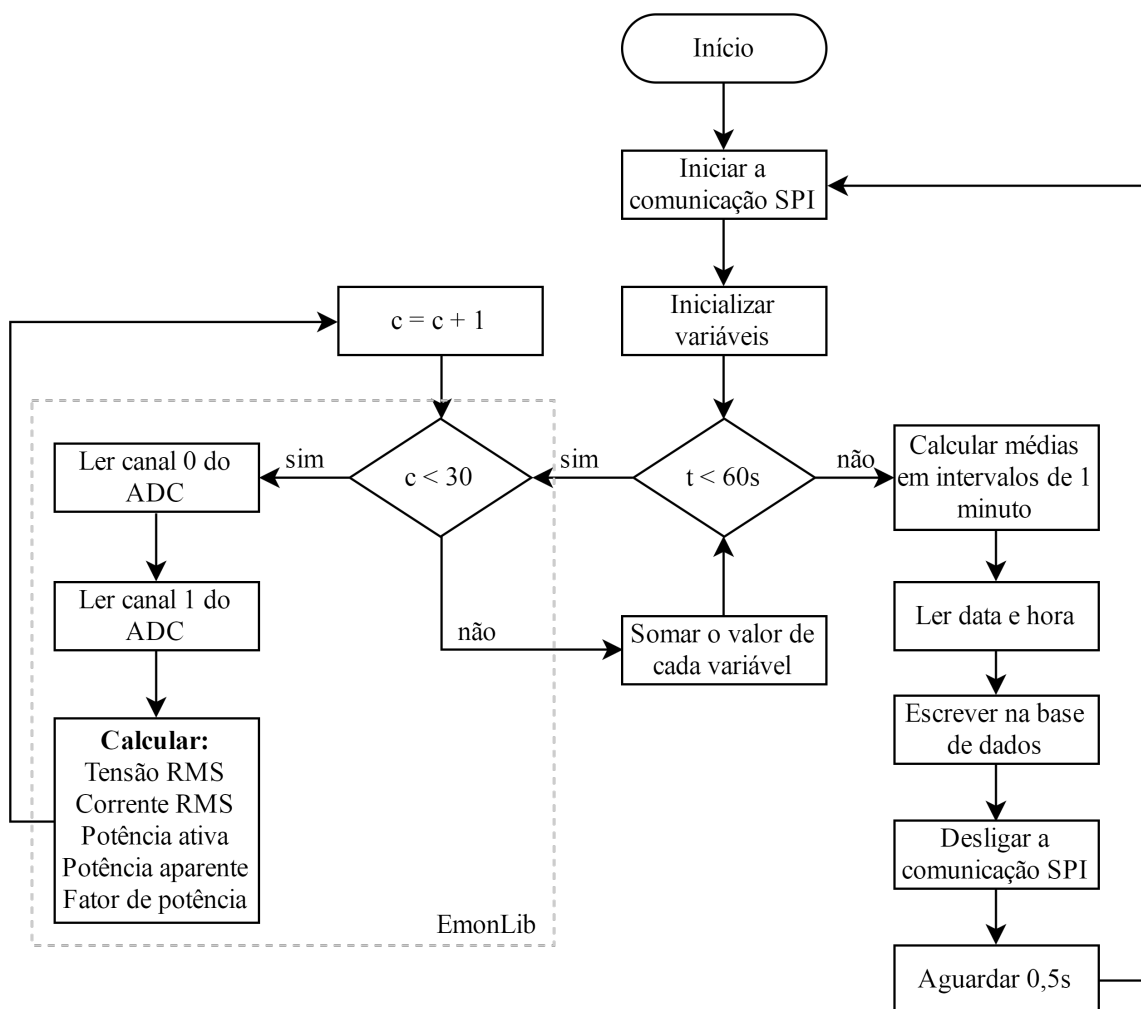 Início
Iniciar a
comunicação SPI
Inicializar
variáveis
c = c + 1
t < 60s
sim
não
c < 30
sim
não
Ler canal 0 do
ADC
Ler canal 1 do
ADC
Calcular:
Tensão RMS
Corrente RMS
Potência ativa
Potência aparente
Fator de potência
EmonLib
Somar o valor de
cada variável
Calcular médias
em intervalos de 1
minuto
Ler data e hora
Escrever na base
de dados
Desligar a
comunicação SPI
Aguardar 0,5s